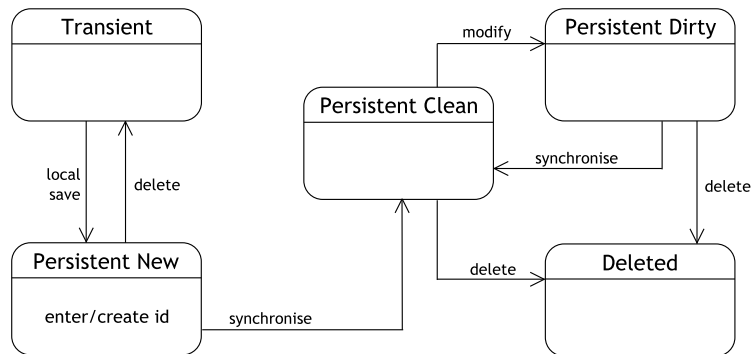 Transient
Persistent Dirty
modify
Persistent Clean
synchronise
local
save
delete
delete
Persistent New
Deleted
delete
enter/create id
synchronise